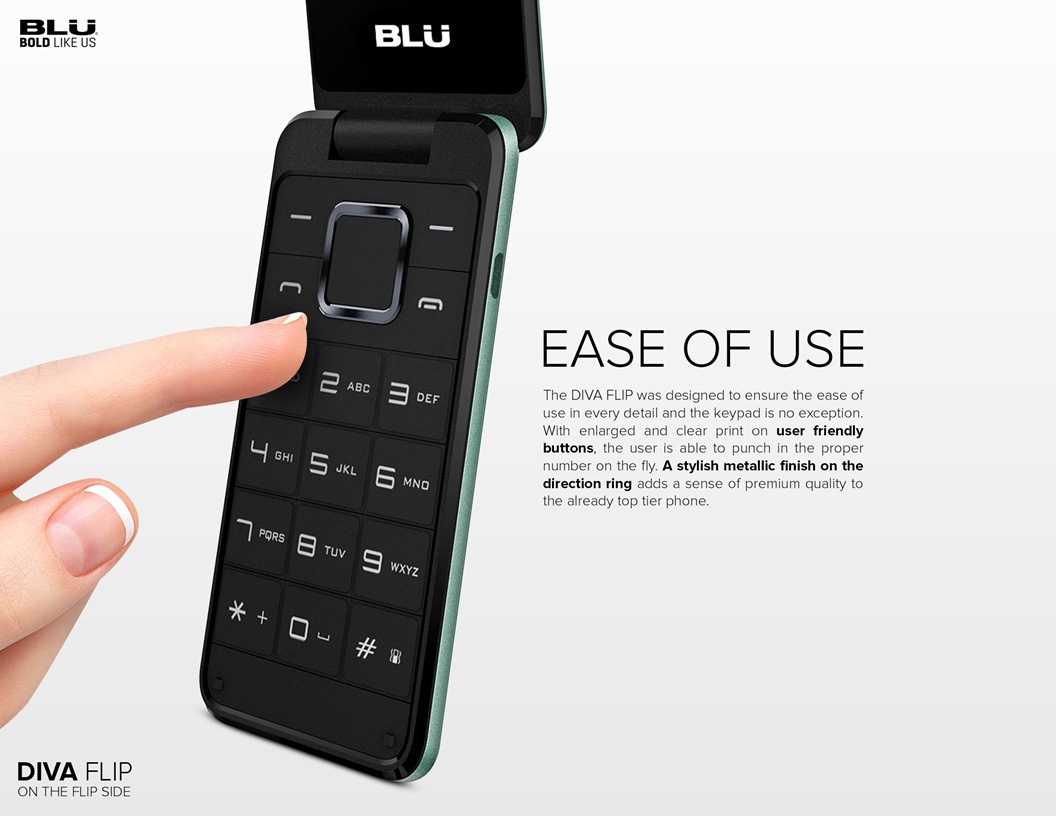 BLU
BOLD LIKE US
BLU
EASE OF USE
The DIVA FLIP was designed to ensure the ease of
use in every detail and the keypad is no exception.
With enlarged and clear print on user friendly
buttons, the user is able to punch in the proper
number on the fly. A stylish metallic finish on the
direction ring adds a sense of premium quality to
the already top tier phone.
2 ABC 3 DEF
4 GHI 5 JKL 6 MNO
7 PQRS 8 TUV 9 WXYZ
* + 0 ⎵ #
DIVA FLIP
ON THE FLIP SIDE